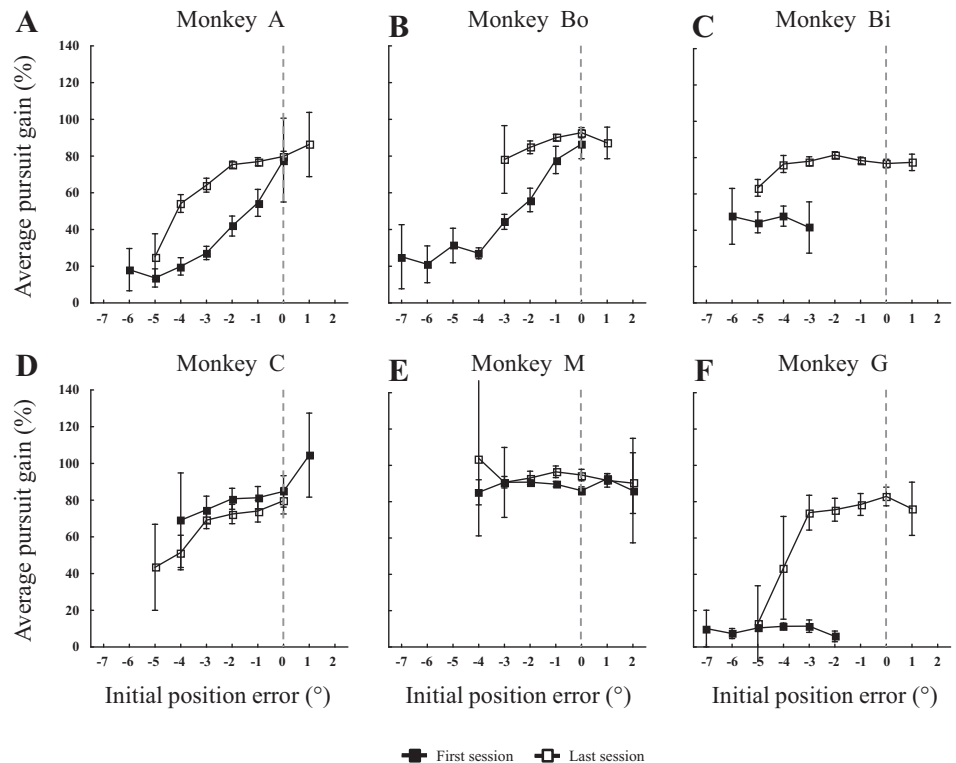 A Monkey A
B Monkey Bo
C Monkey Bi
Average pursuit gain (%)
140
120
100
80
60
40
20
0
-7 -6 -5 -4 -3 -2 -1 0 1 2
-7 -6 -5 -4 -3 -2 -1 0 1 2
-7 -6 -5 -4 -3 -2 -1 0 1 2
D Monkey C
E Monkey M
F Monkey G
Average pursuit gain (%)
140
120
100
80
60
40
20
0
-7 -6 -5 -4 -3 -2 -1 0 1 2
-7 -6 -5 -4 -3 -2 -1 0 1 2
-7 -6 -5 -4 -3 -2 -1 0 1 2
Initial position error (°)
Initial position error (°)
Initial position error (°)
First session Last session